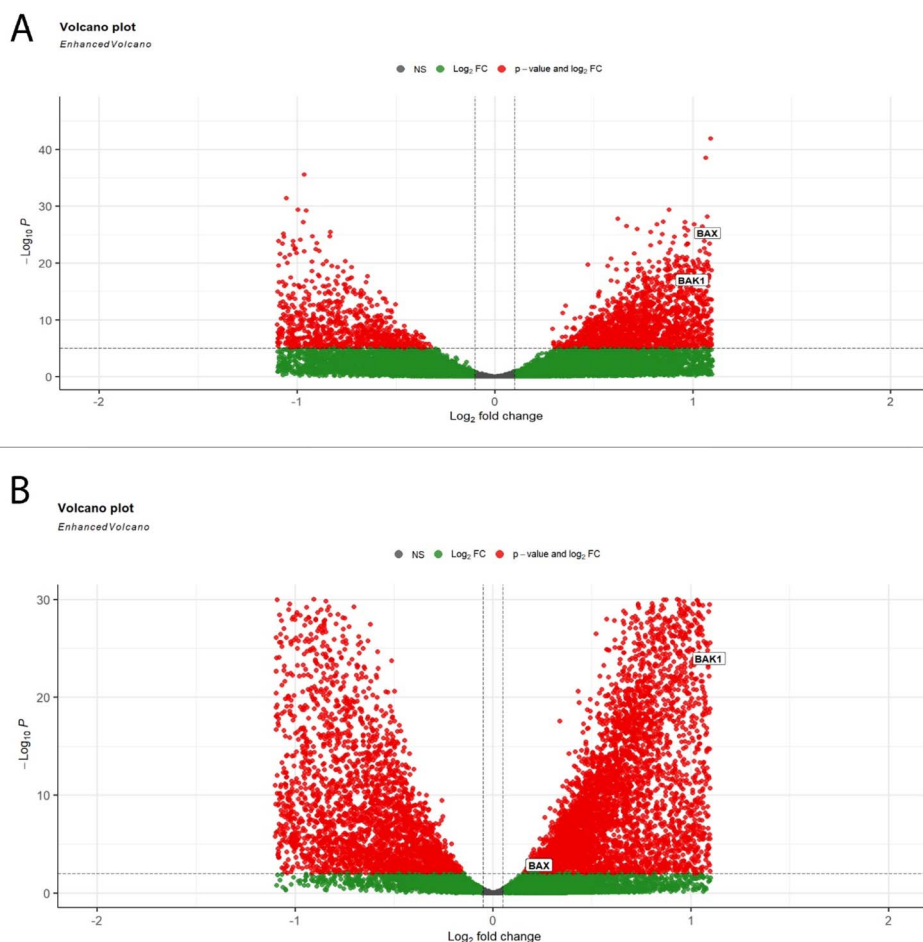 A
Volcano plot
EnhancedVolcano
NS Log2 FC p – value and log2 FC
40
30
20
10
0
– Log10 P
BAX
BAK1
-2 -1 0 1 2
Log2 fold change
B
Volcano plot
EnhancedVolcano
NS Log2 FC p – value and log2 FC
30
20
10
0
– Log10 P
BAK1
BAX
-2 -1 0 1 2
Log2 fold change